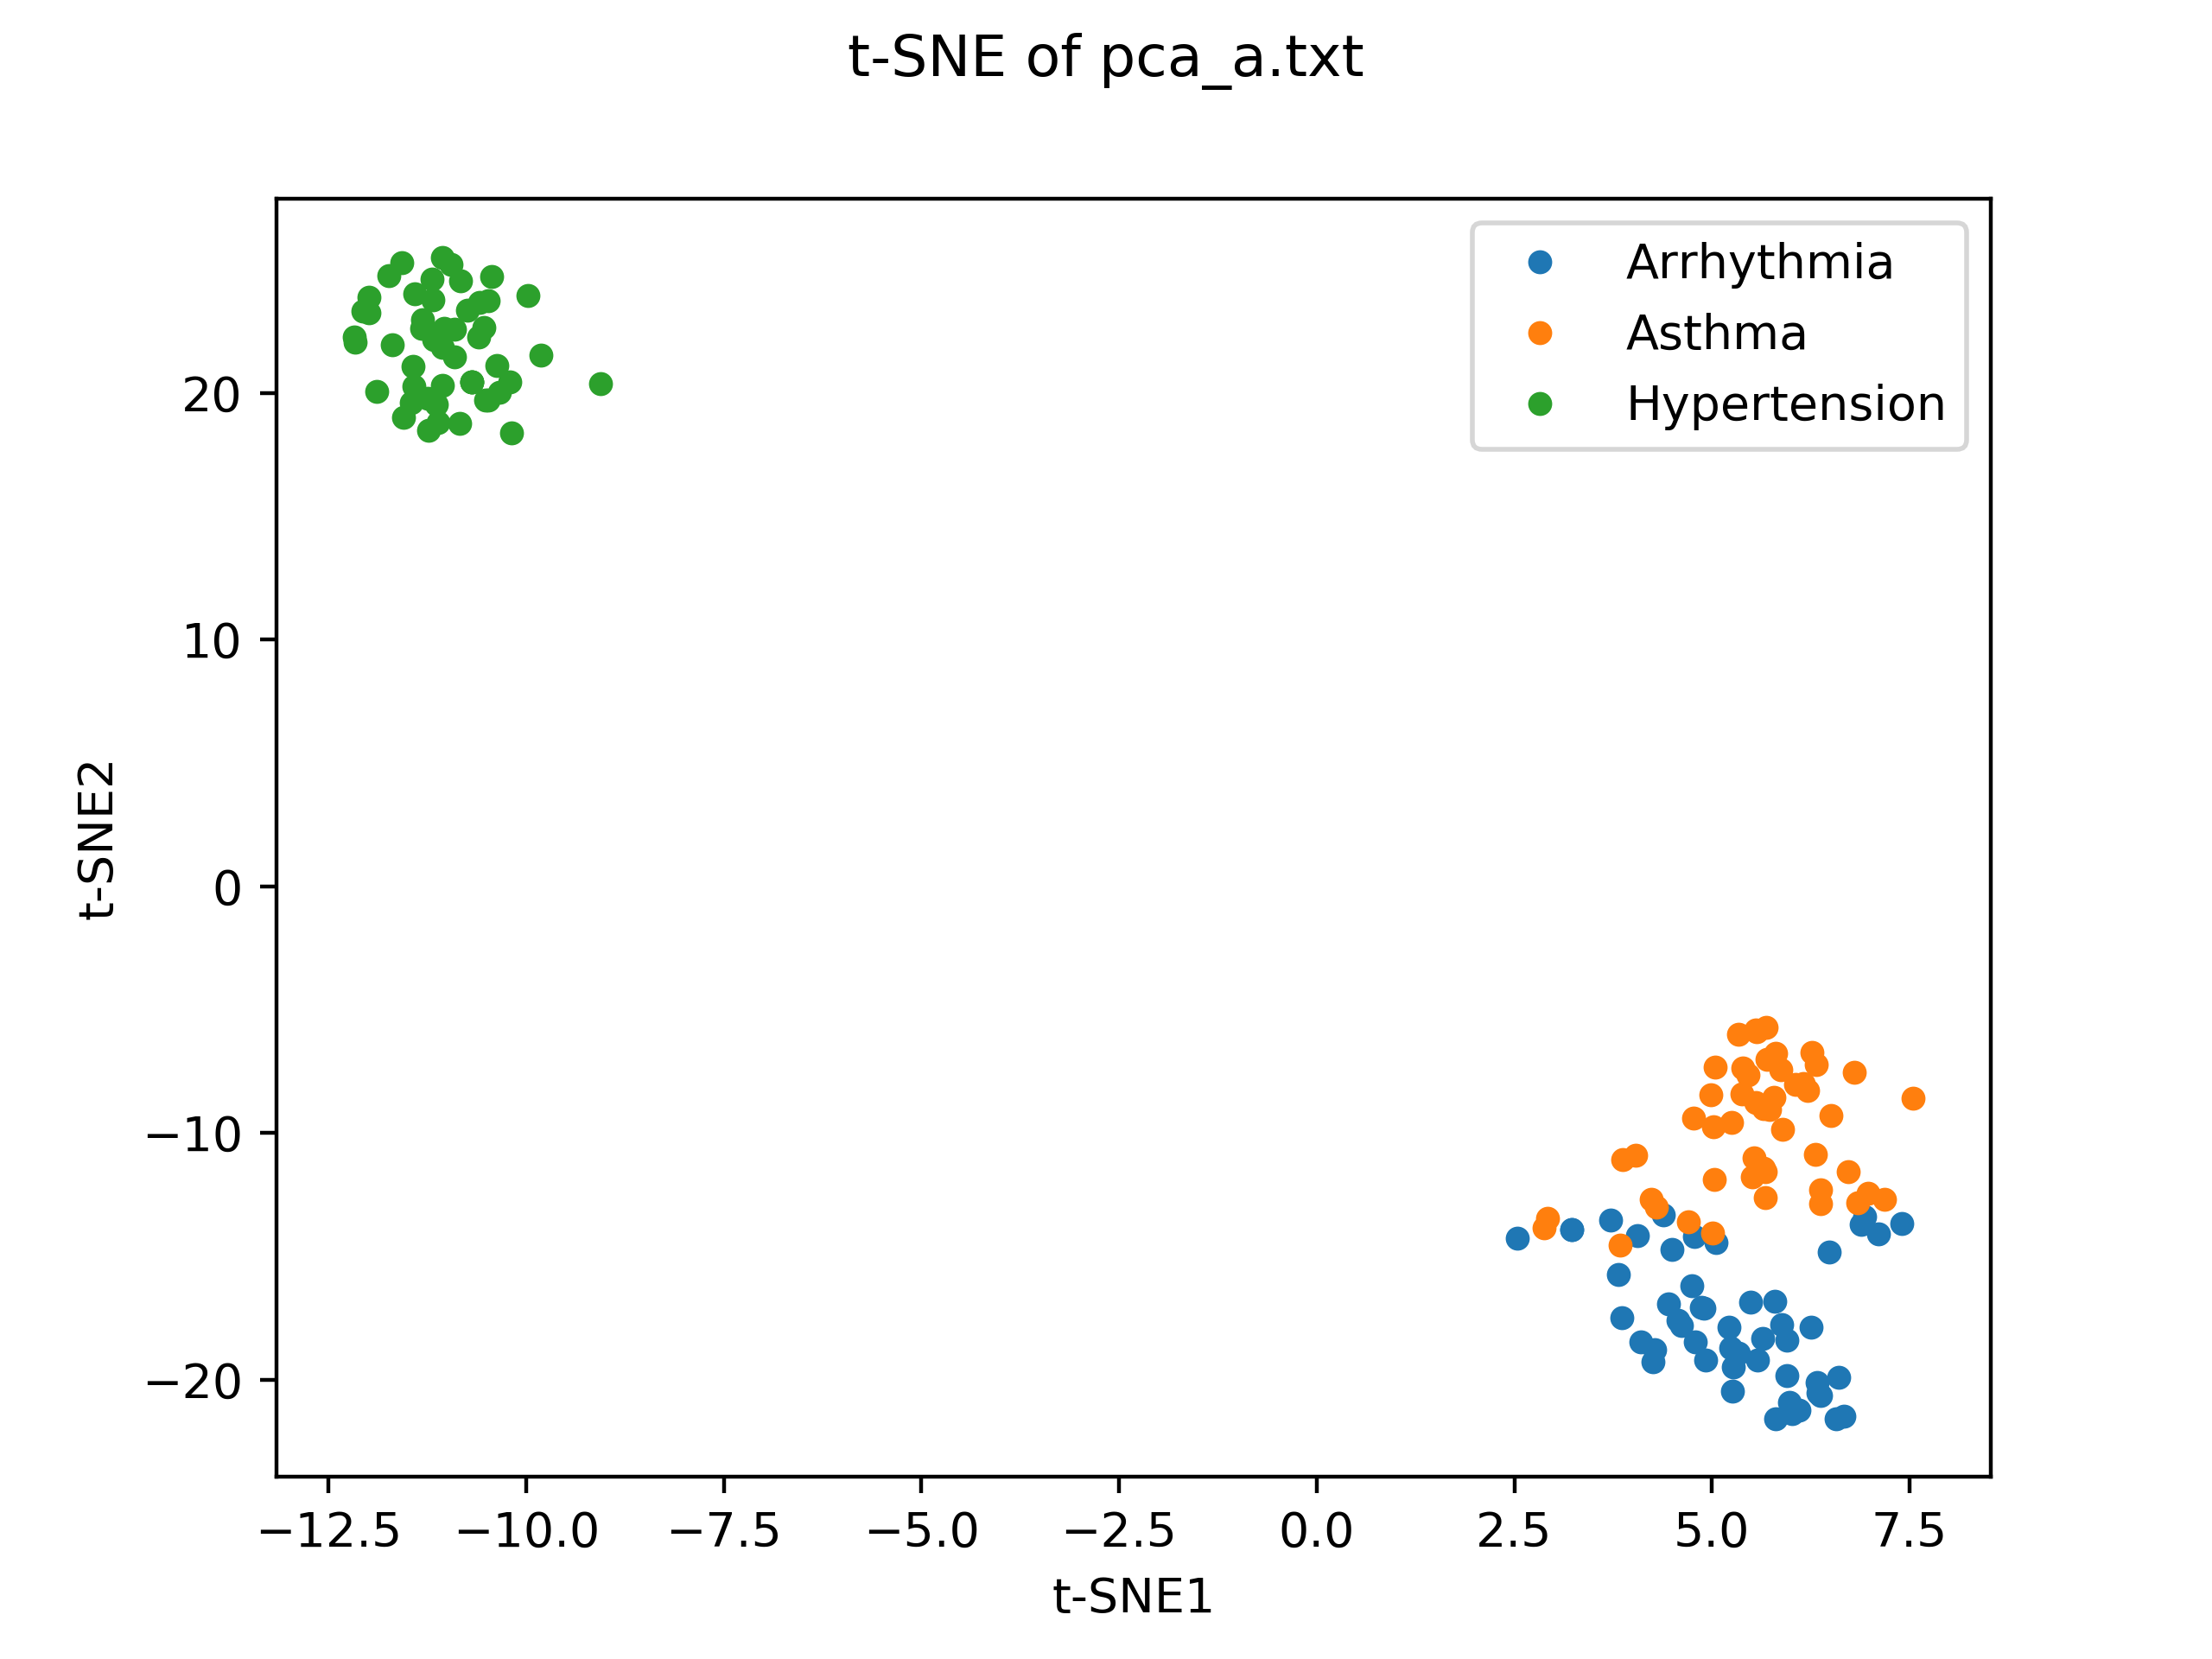 t-SNE of pca_a.txt
Arrhythmia
Asthma
Hypertension
20
10
0
−10
−20
t-SNE2
−12.5 −10.0 −7.5 −5.0 −2.5 0.0 2.5 5.0 7.5
t-SNE1